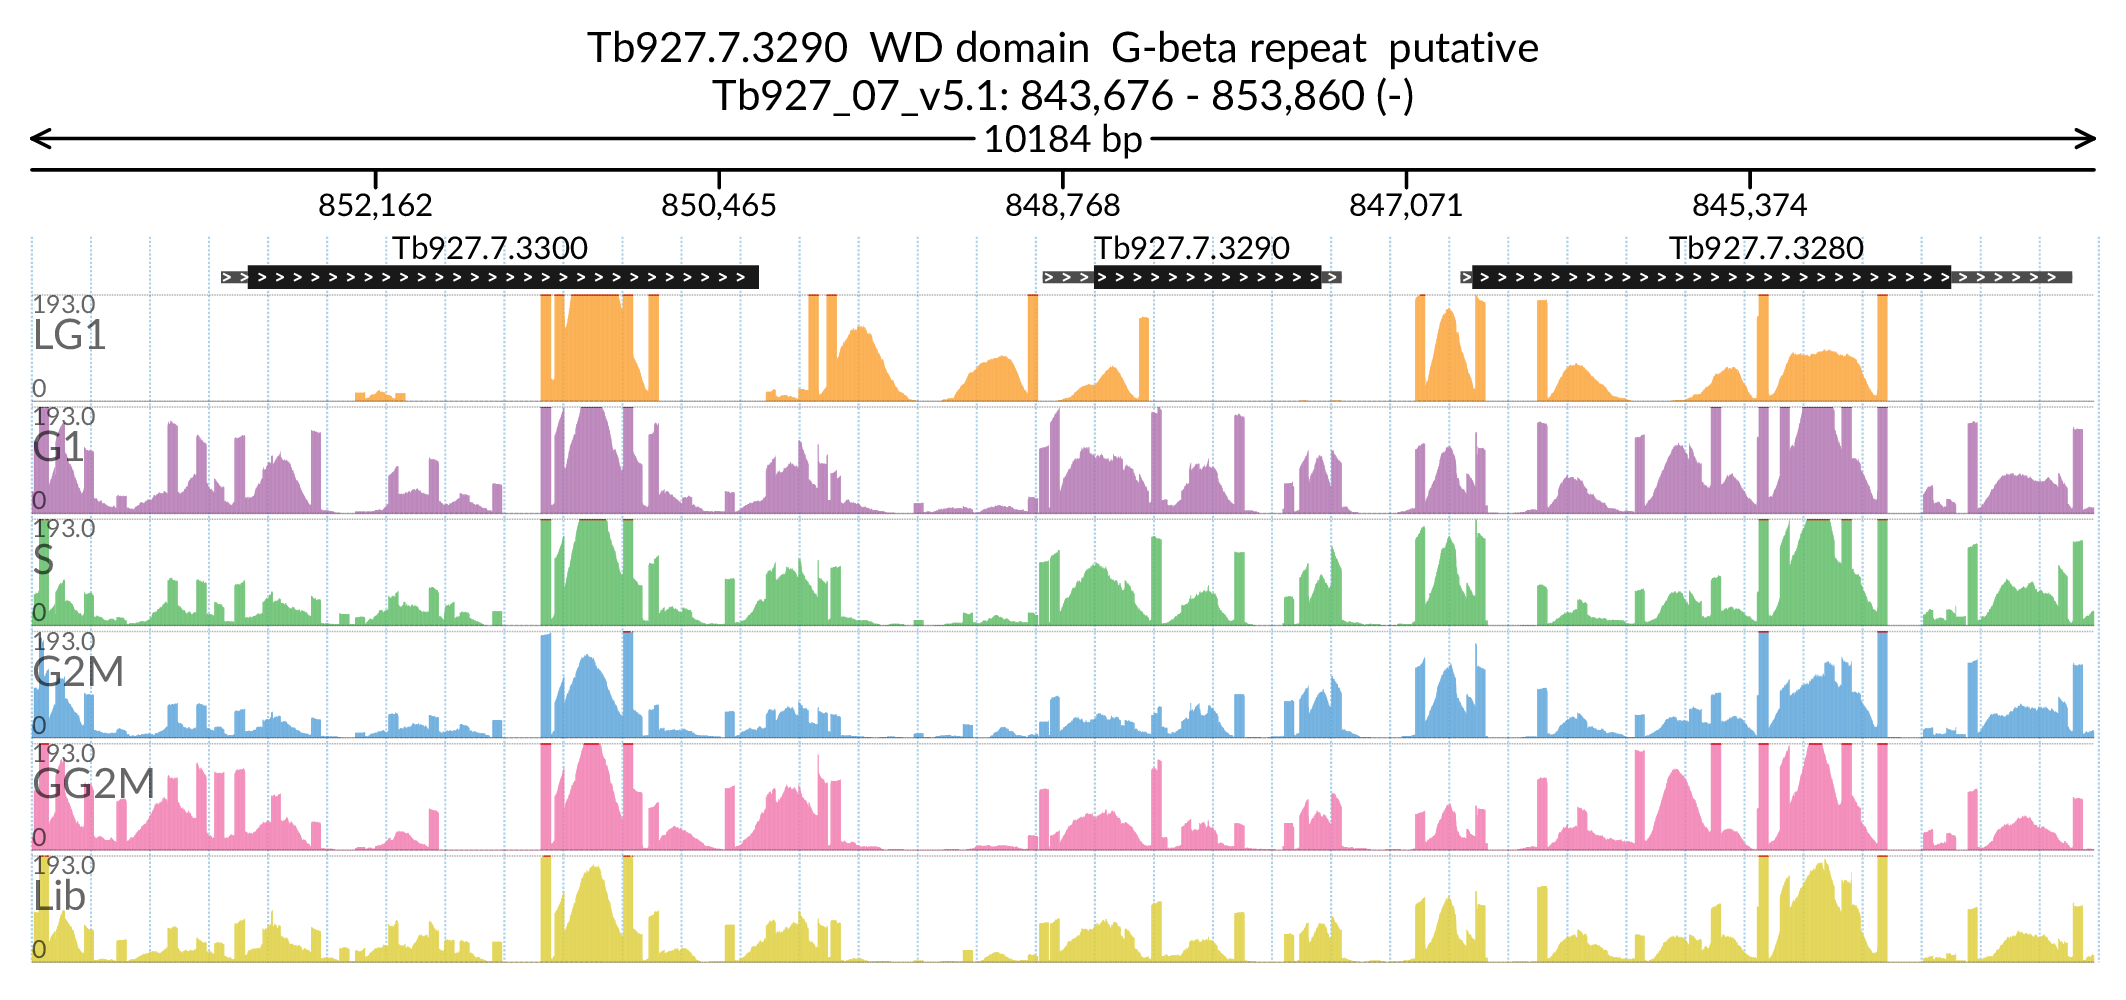 Tb927.7.3290 WD domain G-beta repeat putative
Tb927_07_v5.1: 843,676 - 853,860 (-)
10184 bp
852,162 850,465 848,768 847,071 845,374
Tb927.7.3300 Tb927.7.3290 Tb927.7.3280
193.0
LG1
0
193.0
G1
0
193.0
S
0
193.0
G2M
0
193.0
GG2M
0
193.0
Lib
0